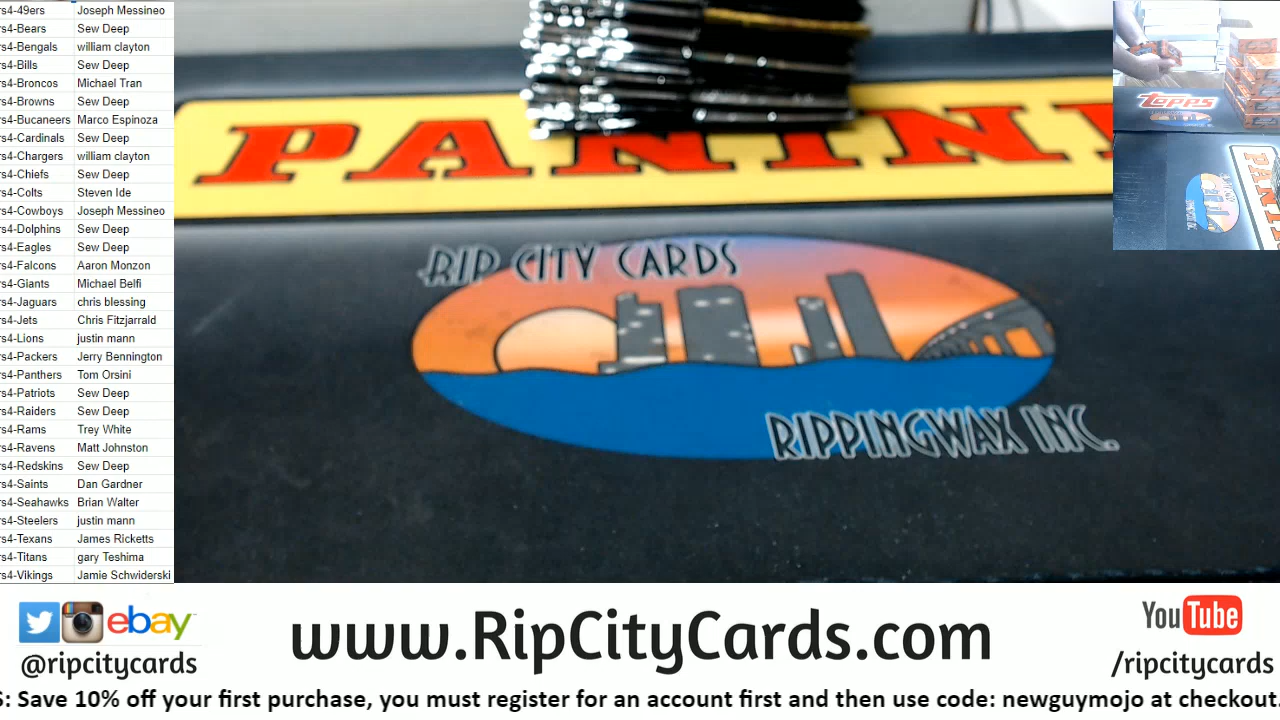 rs4-49ers Joseph Messineo
rs4-Bears Sew Deep
rs4-Bengals william clayton
rs4-Bills Sew Deep
rs4-Broncos Michael Tran
rs4-Browns Sew Deep
rs4-Bucaneers Marco Espinoza
rs4-Cardinals Sew Deep
rs4-Chargers william clayton
rs4-Chiefs Sew Deep
rs4-Colts Steven Ide
rs4-Cowboys Joseph Messineo
rs4-Dolphins Sew Deep
rs4-Eagles Sew Deep
rs4-Falcons Aaron Monzon
rs4-Giants Michael Belfi
rs4-Jaguars chris blessing
rs4-Jets Chris Fitzjarrald
rs4-Lions justin mann
rs4-Packers Jerry Bennington
rs4-Panthers Tom Orsini
rs4-Patriots Sew Deep
rs4-Raiders Sew Deep
rs4-Rams Trey White
rs4-Ravens Matt Johnston
rs4-Redskins Sew Deep
rs4-Saints Dan Gardner
rs4-Seahawks Brian Walter
rs4-Steelers justin mann
rs4-Texans James Ricketts
rs4-Titans gary Teshima
rs4-Vikings Jamie Schwiderski
PANINI
RIP CITY CARDS
RIPPINGWAX INC.
Topps
PANINI
ebay
@ripcitycards
www.RipCityCards.com
YouTube
/ripcitycards
S: Save 10% off your first purchase, you must register for an account first and then use code: newguymojo at checkout.